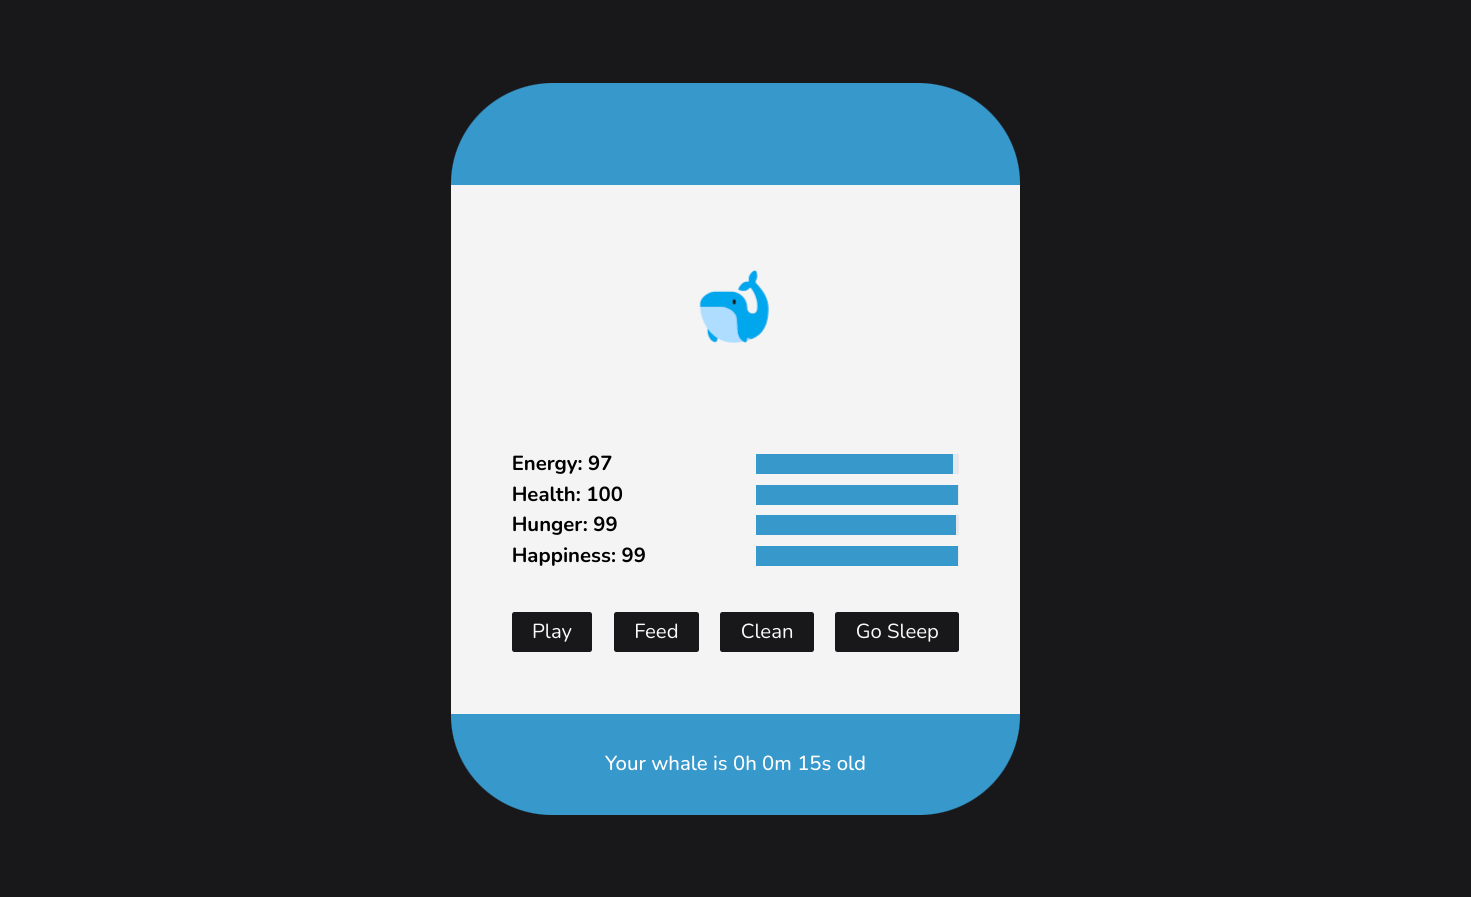 Energy: 97
Health: 100
Hunger: 99
Happiness: 99
Play Feed Clean Go Sleep
Your whale is 0h 0m 15s old